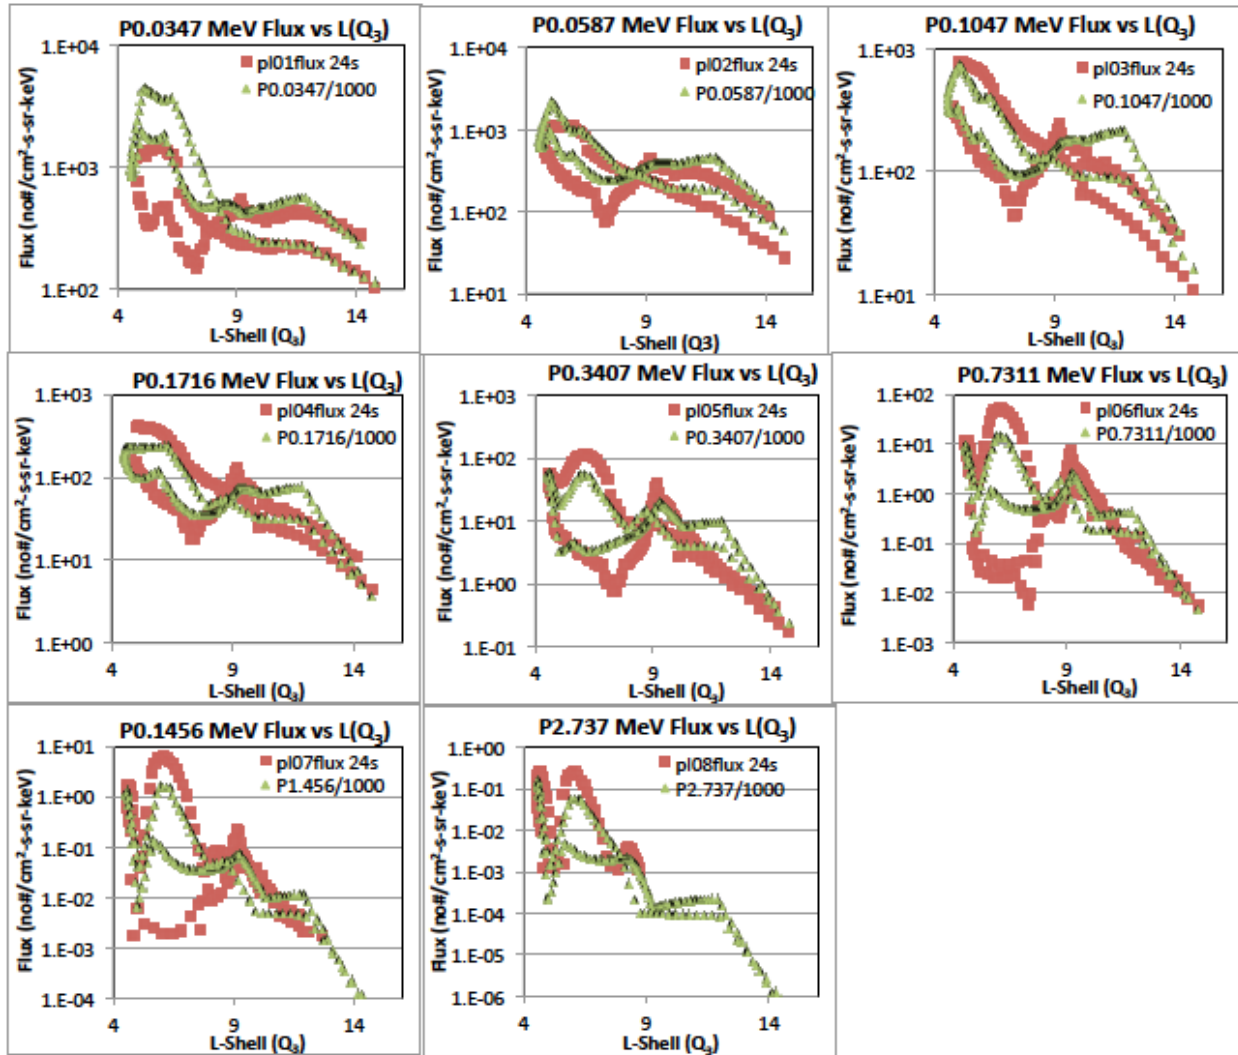 P0.0347 MeV Flux vs L(Q₃)
Flux (no#/cm²-s-sr-keV)
1.E+04
1.E+03
1.E+02
pl01flux 24s
P0.0347/1000
4 9 14
L-Shell (Q₃)
P0.0587 MeV Flux vs L(Q₃)
Flux (no#/cm²-s-sr-keV)
1.E+04
1.E+03
1.E+02
1.E+01
pl02flux 24s
P0.0587/1000
4 9 14
L-Shell (Q3)
P0.1047 MeV Flux vs L(Q₃)
Flux (no#/cm²-s-sr-keV)
1.E+03
1.E+02
1.E+01
pl03flux 24s
P0.1047/1000
4 9 14
L-Shell (Q₃)
P0.1716 MeV Flux vs L(Q₃)
Flux (no#/cm²-s-sr-keV)
1.E+03
1.E+02
1.E+01
1.E+00
pl04flux 24s
P0.1716/1000
4 9 14
L-Shell (Q₃)
P0.3407 MeV Flux vs L(Q₃)
Flux (no#/cm²-s-sr-keV)
1.E+03
1.E+02
1.E+01
1.E+00
1.E-01
pl05flux 24s
P0.3407/1000
4 9 14
L-Shell (Q₃)
P0.7311 MeV Flux vs L(Q₃)
Flux (no#/cm²-s-sr-keV)
1.E+02
1.E+01
1.E+00
1.E-01
1.E-02
1.E-03
pl06flux 24s
P0.7311/1000
4 9 14
L-Shell (Q₃)
P0.1456 MeV Flux vs L(Q₃)
Flux (no#/cm²-s-sr-keV)
1.E+01
1.E+00
1.E-01
1.E-02
1.E-03
1.E-04
pl07flux 24s
P1.456/1000
4 9 14
L-Shell (Q₃)
P2.737 MeV Flux vs L(Q₃)
Flux (no#/cm²-s-sr-keV)
1.E+00
1.E-01
1.E-02
1.E-03
1.E-04
1.E-05
1.E-06
pl08flux 24s
P2.737/1000
4 9 14
L-Shell (Q₃)